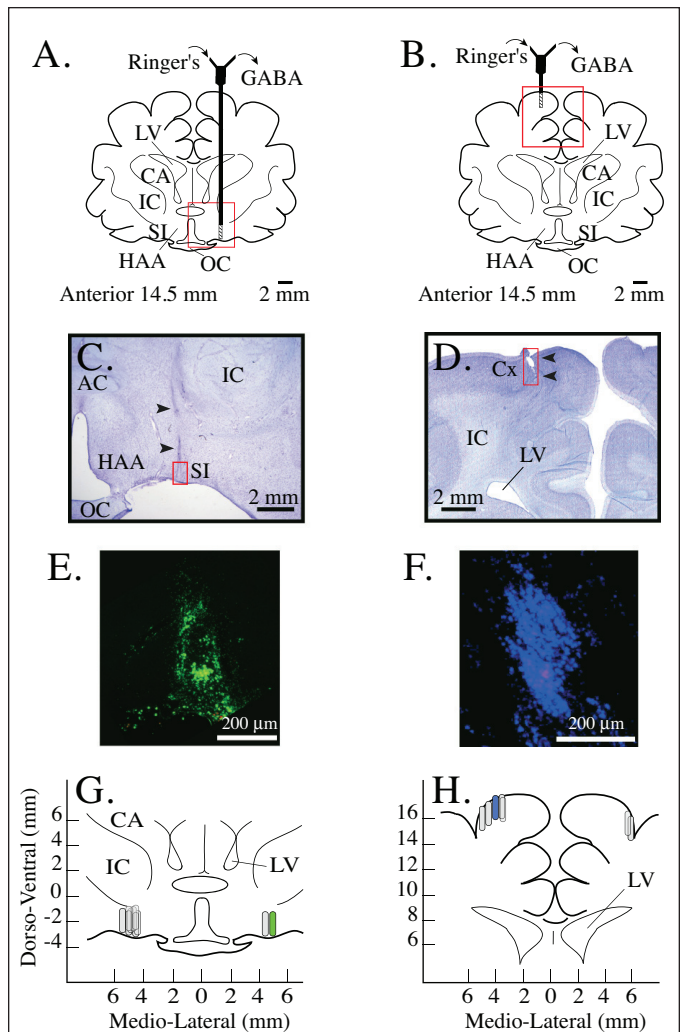 A.
Ringer's
GABA
LV
CA
IC
SI
HAA
OC
Anterior 14.5 mm
2 mm
B.
Ringer's
GABA
LV
CA
IC
SI
HAA
OC
Anterior 14.5 mm
2 mm
C.
AC
IC
HAA
SI
OC
2 mm
D.
Cx
IC
LV
2 mm
E.
200 µm
F.
200 µm
G.
Dorso-Ventral (mm)
6
4
2
0
-2
-4
CA
IC
LV
6 4 2 0 2 4 6
Medio-Lateral (mm)
H.
16
14
12
10
8
6
LV
6 4 2 0 2 4 6
Medio-Lateral (mm)